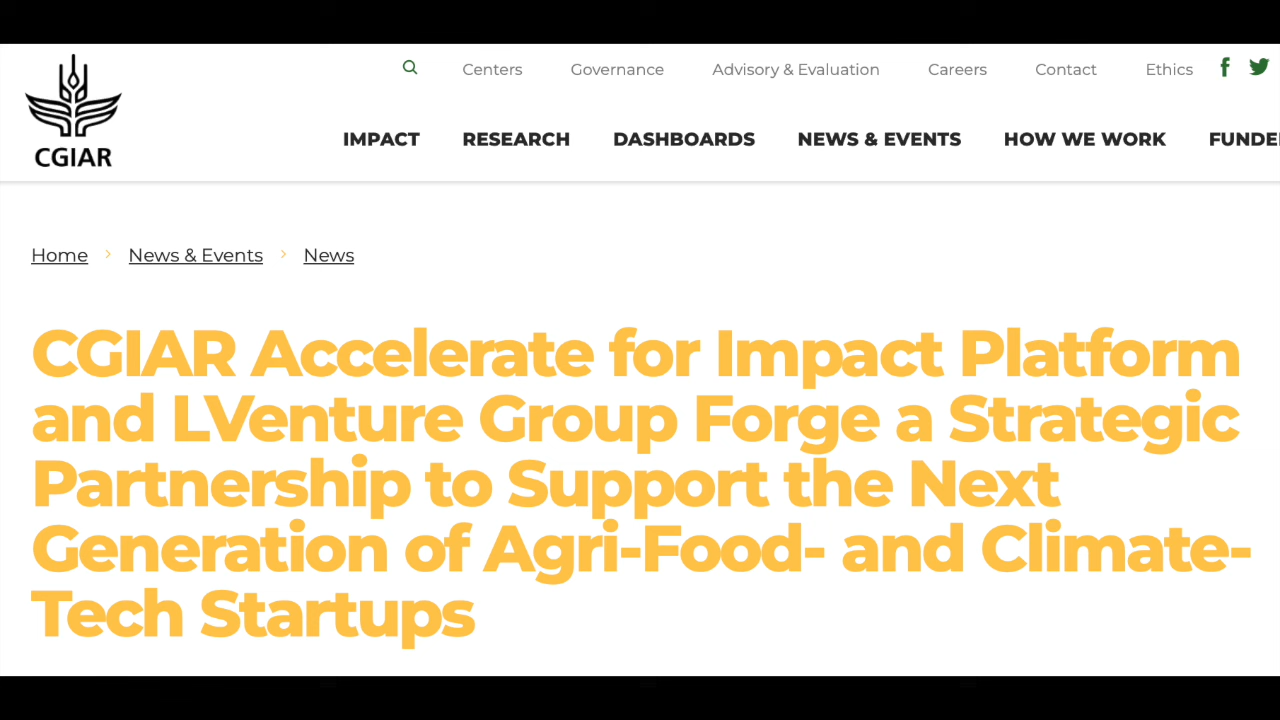 Centers Governance Advisory & Evaluation Careers Contact Ethics
CGIAR
IMPACT RESEARCH DASHBOARDS NEWS & EVENTS HOW WE WORK FUNDE
Home > News & Events > News
CGIAR Accelerate for Impact Platform
and LVenture Group Forge a Strategic
Partnership to Support the Next
Generation of Agri-Food- and Climate-
Tech Startups